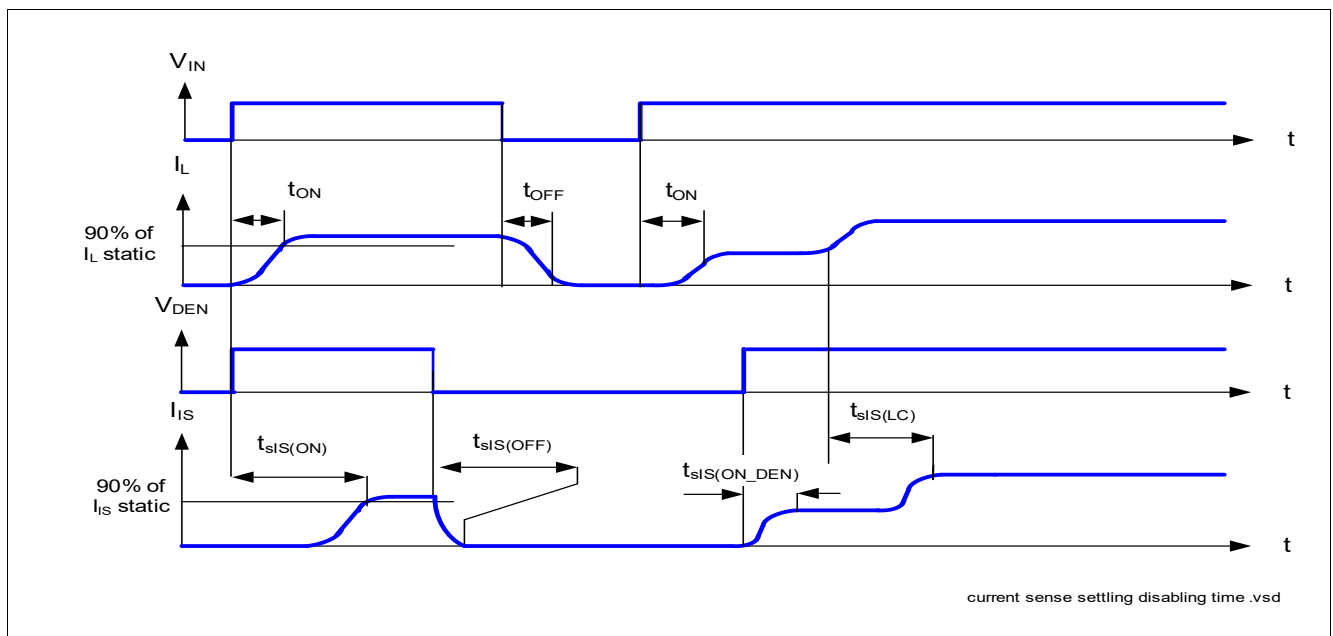 VIN
t
IL
tON
tOFF
tON
90% of
IL static
t
VDEN
t
IIS
tsIS(ON)
tsIS(OFF)
tsIS(LC)
tsIS(ON_DEN)
90% of
IIS static
t
current sense settling disabling time .vsd